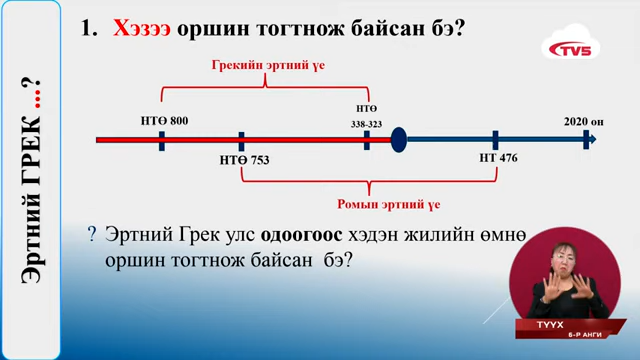 Эртний ГРЕК ...?
1. Хэзээ оршин тогтнож байсан бэ?
TV5
Грекийн эртний үе
НТӨ 800
НТӨ
338-323
2020 он
НТӨ 753
НТ 476
Ромын эртний үе
? Эртний Грек улс одоогоос хэдэн жилийн өмнө
оршин тогтнож байсан бэ?
ТҮҮХ
6-Р АНГИ